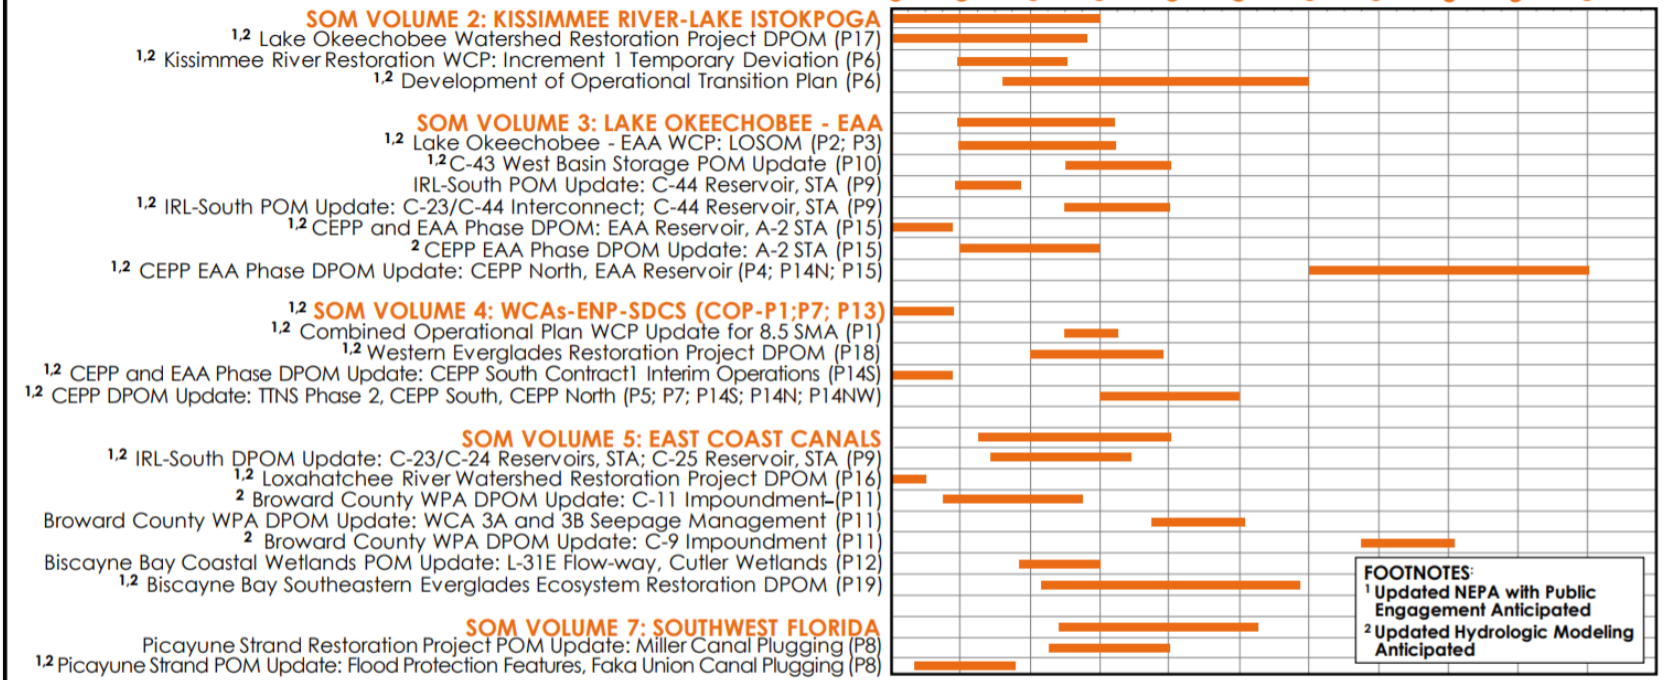 SOM VOLUME 2: KISSIMMEE RIVER-LAKE ISTOKPOGA
1,2 Lake Okeechobee Watershed Restoration Project DPOM (P17)
1,2 Kissimmee River Restoration WCP: Increment 1 Temporary Deviation (P6)
1,2 Development of Operational Transition Plan (P6)
SOM VOLUME 3: LAKE OKEECHOBEE - EAA
1,2 Lake Okeechobee - EAA WCP: LOSOM (P2; P3)
1,2 C-43 West Basin Storage POM Update (P10)
IRL-South POM Update: C-44 Reservoir, STA (P9)
1,2 IRL-South POM Update: C-23/C-44 Interconnect; C-44 Reservoir, STA (P9)
1,2 CEPP and EAA Phase DPOM: EAA Reservoir, A-2 STA (P15)
2 CEPP EAA Phase DPOM Update: A-2 STA (P15)
1,2 CEPP EAA Phase DPOM Update: CEPP North, EAA Reservoir (P4; P14N; P15)
1,2 SOM VOLUME 4: WCAs-ENP-SDCS (COP-P1;P7; P13)
1,2 Combined Operational Plan WCP Update for 8.5 SMA (P1)
1,2 Western Everglades Restoration Project DPOM (P18)
1,2 CEPP and EAA Phase DPOM Update: CEPP South Contract1 Interim Operations (P14S)
1,2 CEPP DPOM Update: TTNS Phase 2, CEPP South, CEPP North (P5; P7; P14S; P14N; P14NW)
SOM VOLUME 5: EAST COAST CANALS
1,2 IRL-South DPOM Update: C-23/C-24 Reservoirs, STA; C-25 Reservoir, STA (P9)
1,2 Loxahatchee River Watershed Restoration Project DPOM (P16)
2 Broward County WPA DPOM Update: C-11 Impoundment-(P11)
Broward County WPA DPOM Update: WCA 3A and 3B Seepage Management (P11)
2 Broward County WPA DPOM Update: C-9 Impoundment (P11)
Biscayne Bay Coastal Wetlands POM Update: L-31E Flow-way, Cutler Wetlands (P12)
1,2 Biscayne Bay Southeastern Everglades Ecosystem Restoration DPOM (P19)
SOM VOLUME 7: SOUTHWEST FLORIDA
Picayune Strand Restoration Project POM Update: Miller Canal Plugging (P8)
1,2 Picayune Strand POM Update: Flood Protection Features, Faka Union Canal Plugging (P8)
FOOTNOTES:
1 Updated NEPA with Public
Engagement Anticipated
2 Updated Hydrologic Modeling
Anticipated